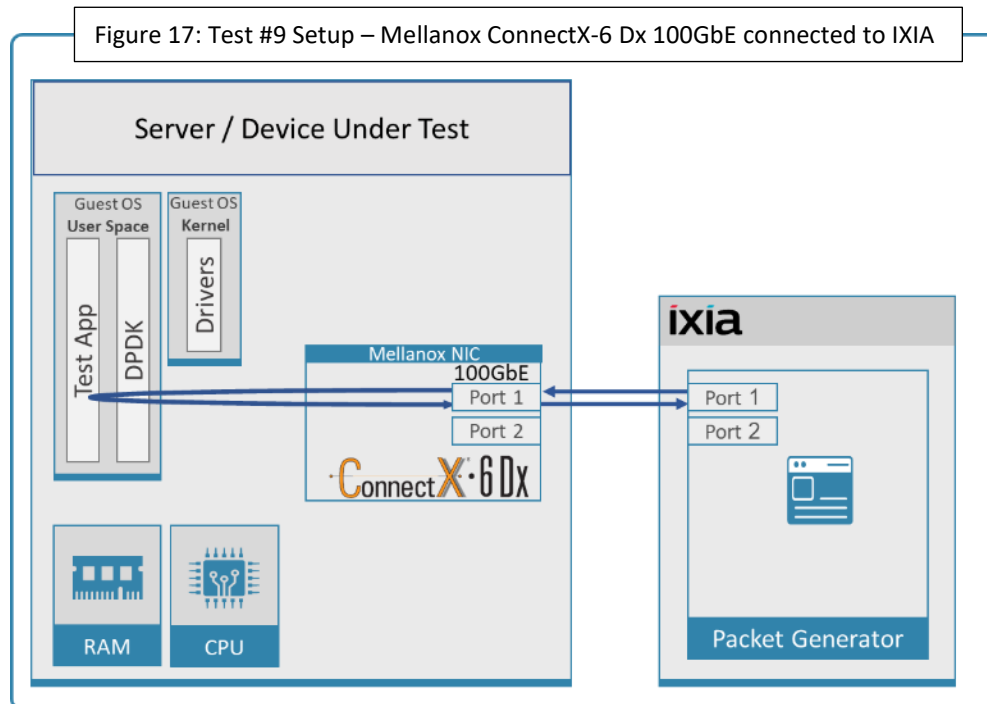 Figure 17: Test #9 Setup – Mellanox ConnectX-6 Dx 100GbE connected to IXIA
Server / Device Under Test
Guest OS
User Space
Test App
DPDK
Guest OS
Kernel
Drivers
Mellanox NIC
100GbE
Port 1
Port 2
ConnectX·6 Dx
RAM
CPU
ixia
Port 1
Port 2
Packet Generator